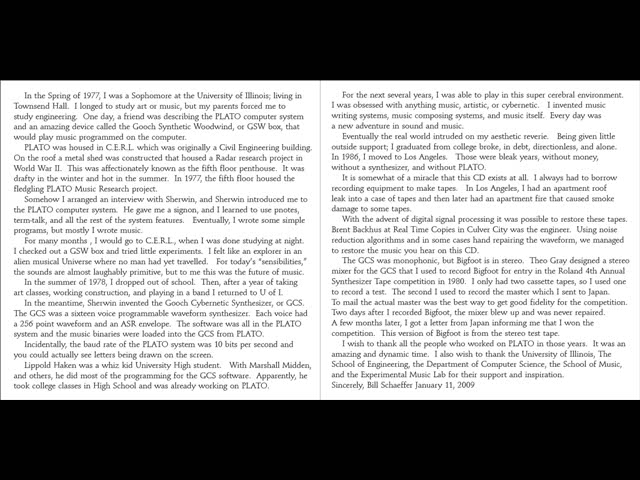 In the Spring of 1977, I was a Sophomore at the University of Illinois; living in
Townsend Hall. I longed to study art or music, but my parents forced me to
study engineering. One day, a friend was describing the PLATO computer system
and an amazing device called the Gooch Synthetic Woodwind, or GSW box, that
would play music programmed on the computer.
PLATO was housed in C.E.R.L. which was originally a Civil Engineering building.
On the roof a metal shed was constructed that housed a Radar research project in
World War II. This was affectionately known as the fifth floor penthouse. It was
drafty in the winter and hot in the summer. In 1977, the fifth floor housed the
fledgling PLATO Music Research project.
Somehow I arranged an interview with Sherwin, and Sherwin introduced me to
the PLATO computer system. He gave me a signon, and I learned to use pnotes,
term-talk, and all the rest of the system features. Eventually, I wrote some simple
programs, but mostly I wrote music.
For many months , I would go to C.E.R.L., when I was done studying at night.
I checked out a GSW box and tried little experiments. I felt like an explorer in an
alien musical Universe where no man had yet travelled. For today's "sensibilities,"
the sounds are almost laughably primitive, but to me this was the future of music.
In the summer of 1978, I dropped out of school. Then, after a year of taking
art classes, working construction, and playing in a band I returned to U of I.
In the meantime, Sherwin invented the Gooch Cybernetic Synthesizer, or GCS.
The GCS was a sixteen voice programmable waveform synthesizer. Each voice had
a 256 point waveform and an ASR envelope. The software was all in the PLATO
system and the music binaries were loaded into the GCS from PLATO.
Incidentally, the baud rate of the PLATO system was 10 bits per second and
you could actually see letters being drawn on the screen.
Lippold Haken was a whiz kid University High student. With Marshall Midden,
and others, he did most of the programming for the GCS software. Apparently, he
took college classes in High School and was already working on PLATO.
For the next several years, I was able to play in this super cerebral environment.
I was obsessed with anything music, artistic, or cybernetic. I invented music
writing systems, music composing systems, and music itself. Every day was
a new adventure in sound and music.
Eventually the real world intruded on my aesthetic reverie. Being given little
outside support; I graduated from college broke, in debt, directionless, and alone.
In 1986, I moved to Los Angeles. Those were bleak years, without money,
without a synthesizer, and without PLATO.
It is somewhat of a miracle that this CD exists at all. I always had to borrow
recording equipment to make tapes. In Los Angeles, I had an apartment roof
leak into a case of tapes and then later had an apartment fire that caused smoke
damage to some tapes.
With the advent of digital signal processing it was possible to restore these tapes.
Brent Backhus at Real Time Copies in Culver City was the engineer. Using noise
reduction algorithms and in some cases hand repairing the waveform, we managed
to restore the music you hear on this CD.
The GCS was monophonic, but Bigfoot is in stereo. Theo Gray designed a stereo
mixer for the GCS that I used to record Bigfoot for entry in the Roland 4th Annual
Synthesizer Tape competition in 1980. I only had two cassette tapes, so I used one
to record a test. The second I used to record the master which I sent to Japan.
To mail the actual master was the best way to get good fidelity for the competition.
Two days after I recorded Bigfoot, the mixer blew up and was never repaired.
A few months later, I got a letter from Japan informing me that I won the
competition. This version of Bigfoot is from the stereo test tape.
I wish to thank all the people who worked on PLATO in those years. It was an
amazing and dynamic time. I also wish to thank the University of Illinois, The
School of Engineering, the Department of Computer Science, the School of Music,
and the Experimental Music Lab for their support and inspiration.
Sincerely, Bill Schaeffer January 11, 2009